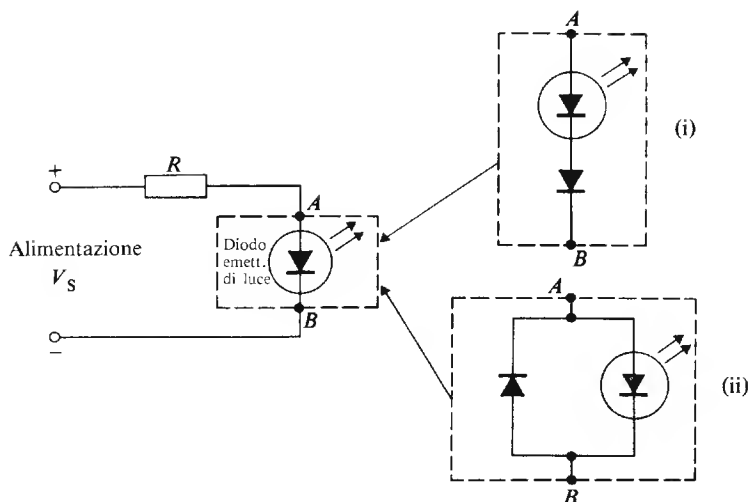 A
(i)
+
R
A
B
Alimentazione
V_S
Diodo
emett.
di luce
B
–
A
(ii)
B